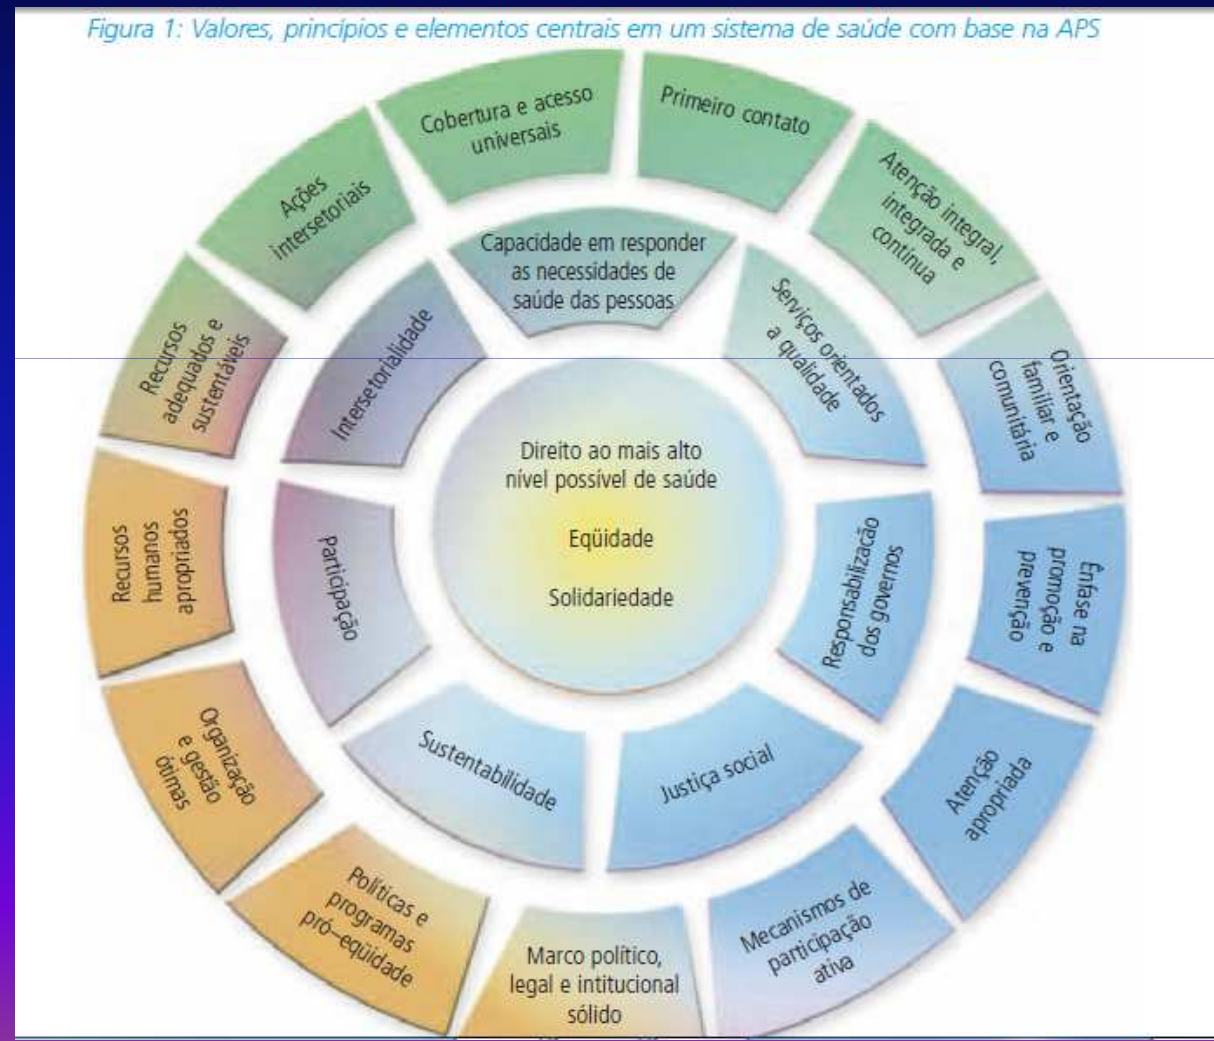 Figura 1: Valores, princípios e elementos centrais em um sistema de saúde com base na APS
Cobertura e acesso
universais
Primeiro contato
Atenção integral,
integrada e
contínua
Orientação
familiar e
comunitária
Ênfase na
promoção e
prevenção
Atenção
apropriada
Mecanismos de
participação
ativa
Marco político,
legal e intitucional
sólido
Políticas e
programas
pró–eqüidade
Organização
e gestão
ótimas
Recursos
humanos
apropriados
Recursos
adequados e
sustentáveis
Ações
intersetoriais
Capacidade em responder
as necessidades de
saúde das pessoas
Serviços orientados
a qualidade
Responsabilização
dos governos
Justiça social
Sustentabilidade
Participação
Intersetorialidade
Direito ao mais alto
nível possível de saúde
Eqüidade
Solidariedade